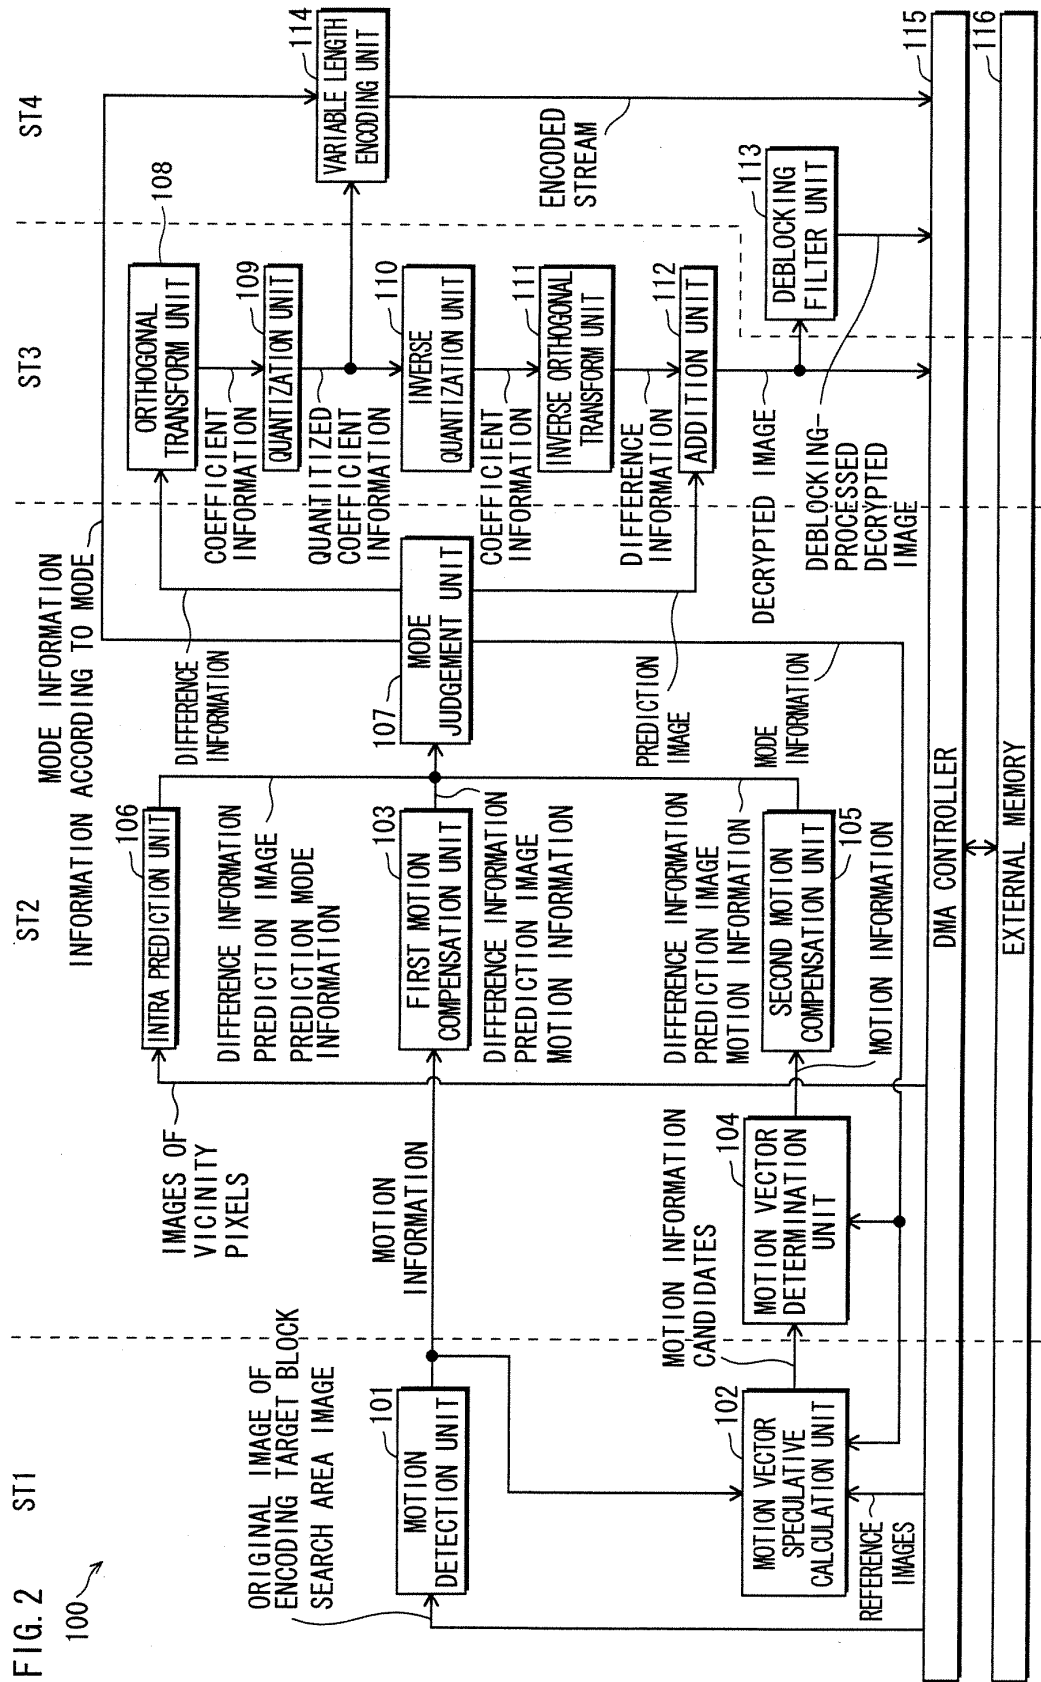 FIG. 2
100
ST1
ST2
ST3
ST4
ORIGINAL IMAGE OF
ENCODING TARGET BLOCK
SEARCH AREA IMAGE
101
MOTION
DETECTION UNIT
102
MOTION VECTOR
SPECULATIVE
CALCULATION UNIT
REFERENCE
IMAGES
MOTION
INFORMATION
MOTION INFORMATION
CANDIDATES
IMAGES OF
VICINITY
PIXELS
104
MOTION VECTOR
DETERMINATION
UNIT
MOTION INFORMATION
106
INTRA PREDICTION UNIT
DIFFERENCE INFORMATION
PREDICTION IMAGE
PREDICTION MODE
INFORMATION
103
FIRST MOTION
COMPENSATION UNIT
DIFFERENCE INFORMATION
PREDICTION IMAGE
MOTION INFORMATION
DIFFERENCE INFORMATION
PREDICTION IMAGE
MOTION INFORMATION
SECOND MOTION
COMPENSATION UNIT
105
MODE INFORMATION
INFORMATION ACCORDING TO MODE
DIFFERENCE
INFORMATION
107
MODE
JUDGEMENT UNIT
PREDICTION
IMAGE
MODE
INFORMATION
108
ORTHOGONAL
TRANSFORM UNIT
COEFFICIENT
INFORMATION
109
QUANTIZATION UNIT
QUANTITIZED
COEFFICIENT
INFORMATION
110
INVERSE
QUANTIZATION UNIT
COEFFICIENT
INFORMATION
111
INVERSE ORTHOGONAL
TRANSFORM UNIT
DIFFERENCE
INFORMATION
112
ADDITION UNIT
DECRYPTED IMAGE
DEBLOCKING-
PROCESSED
DECRYPTED
IMAGE
113
DEBLOCKING
FILTER UNIT
114
VARIABLE LENGTH
ENCODING UNIT
ENCODED
STREAM
DMA CONTROLLER
115
EXTERNAL MEMORY
116